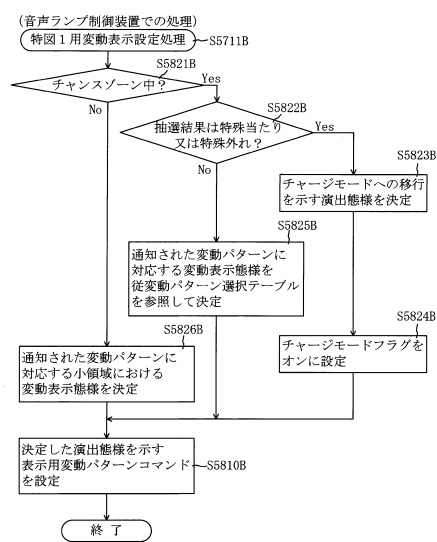 (音声ランプ制御装置での処理)
特図1用変動表示設定処理
S5711B
S5821B
チャンスゾーン中?
Yes
No
S5822B
抽選結果は特殊当たり
又は特殊外れ?
Yes
No
S5823B
チャージモードへの移行
を示す演出態様を決定
S5825B
通知された変動パターンに
対応する変動表示態様を
従変動パターン選択テーブル
を参照して決定
S5824B
チャージモードフラグを
オンに設定
S5826B
通知された変動パターンに
対応する小領域における
変動表示態様を決定
決定した演出態様を示す
表示用変動パターンコマンド
を設定
S5810B
終了